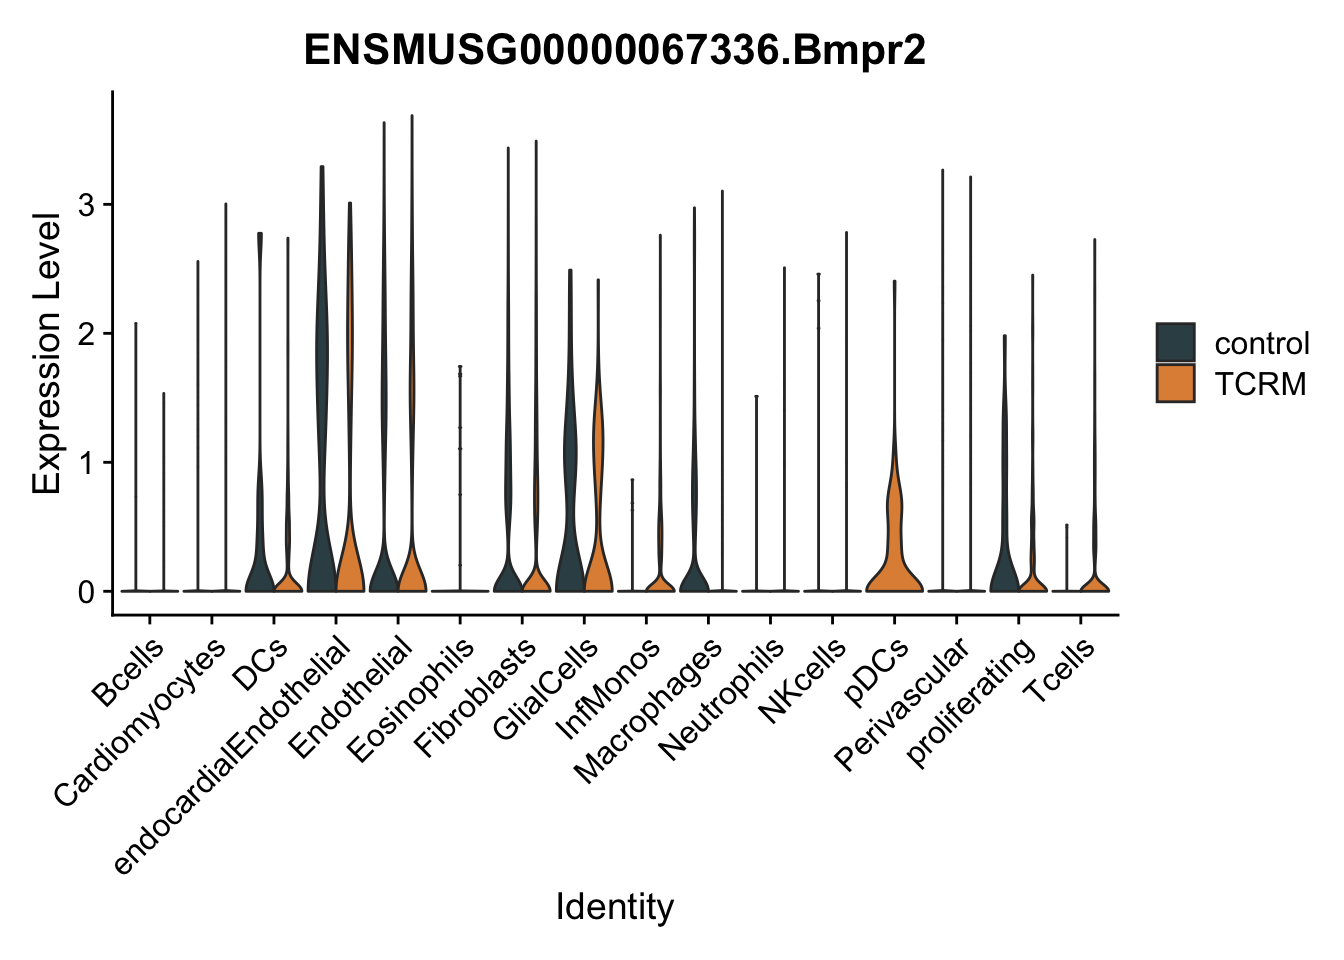 ENSMUSG00000067336.Bmpr2
Expression Level
3
2
1
0
control
TCRM
Bcells
Cardiomyocytes
DCs
endocardialEndothelial
Endothelial
Eosinophils
Fibroblasts
GlialCells
InfMonos
Macrophages
Neutrophils
NKcells
pDCs
Perivascular
proliferating
Tcells
Identity